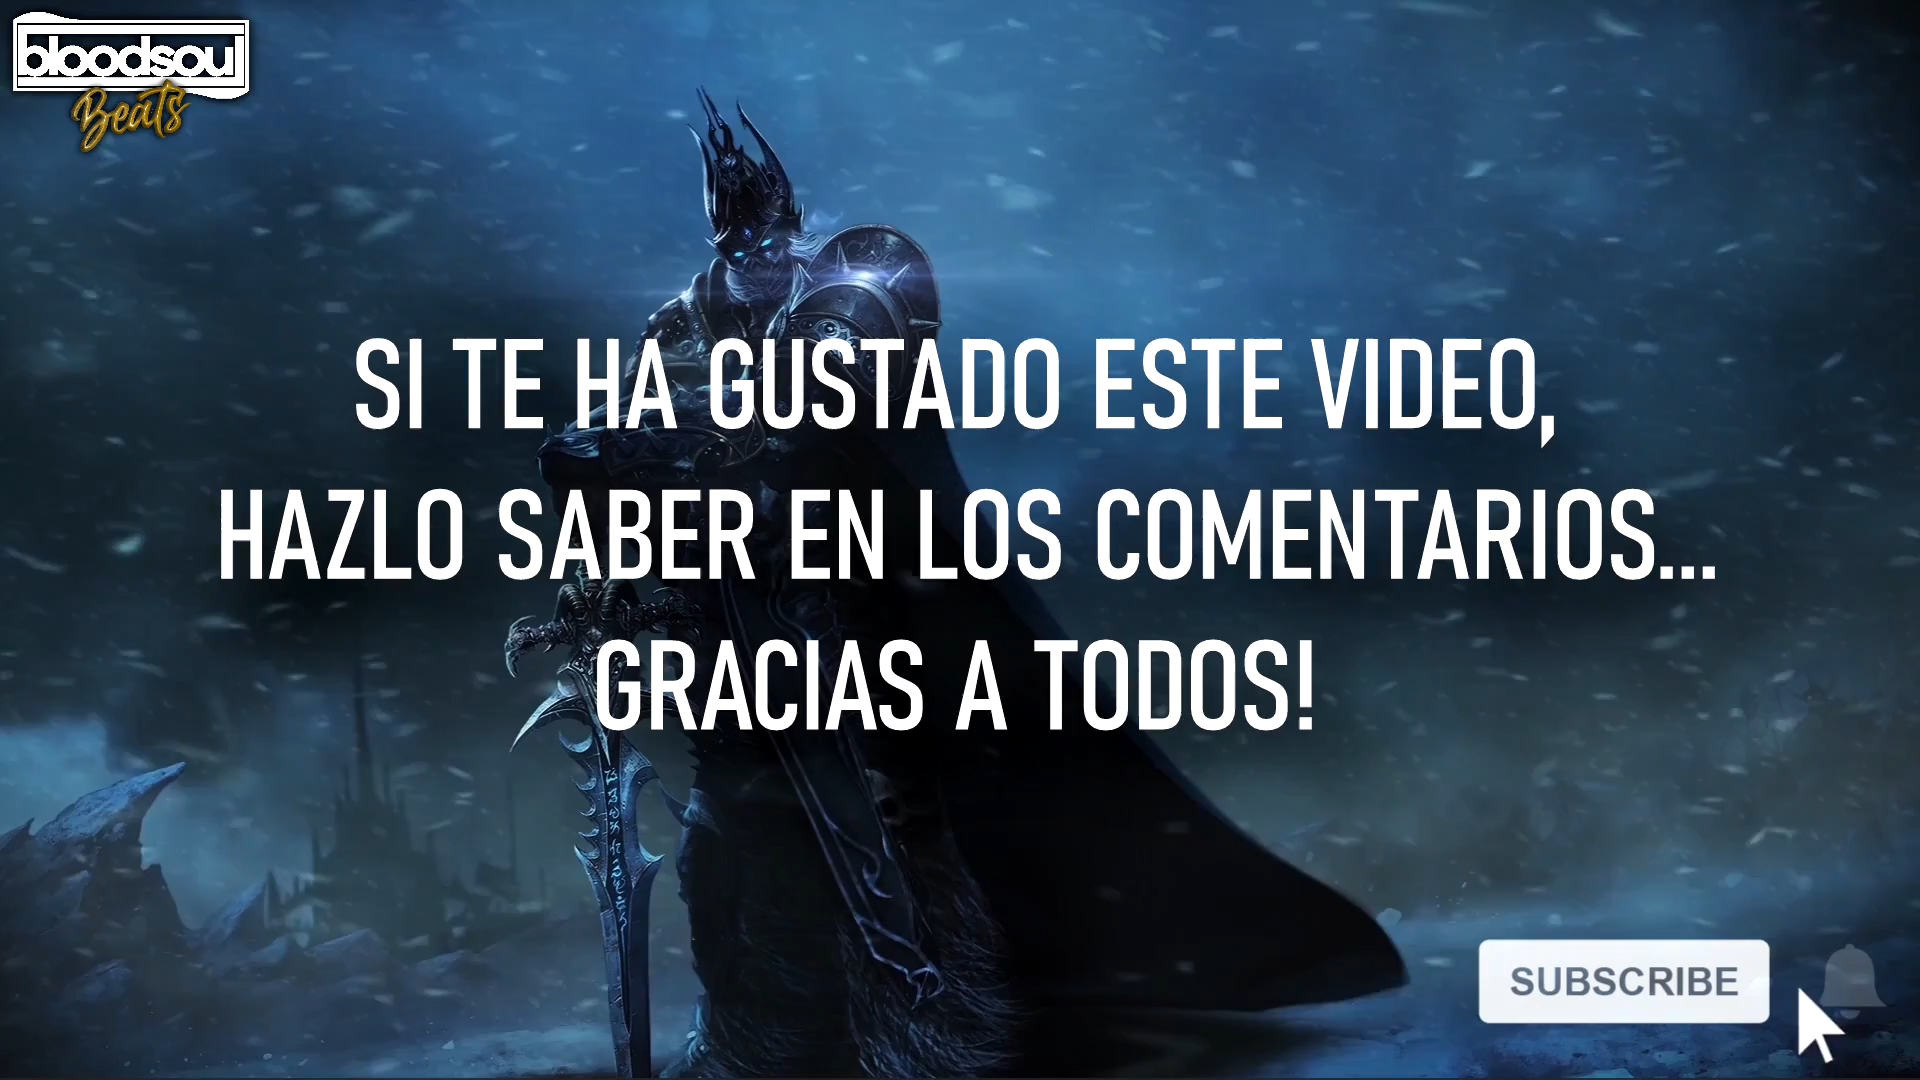 bloodsoul
Beats
SI TE HA GUSTADO ESTE VIDEO,
HAZLO SABER EN LOS COMENTARIOS...
GRACIAS A TODOS!
SUBSCRIBE